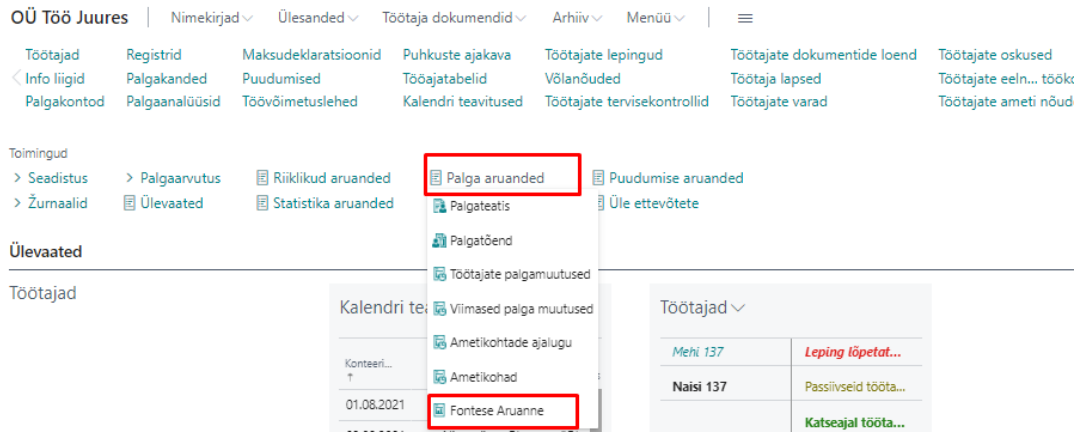 OÜ Töö Juures Nimekirjad Ülesanded Töötaja dokumendid Arhiiv Menüü
Töötajad Registrid Maksudeklaratsioonid Puhkuste ajakava Töötajate lepingud Töötajate dokumentide loend Töötajate oskused
Info liigid Palgakanded Puudumised Tööajatabelid Võlanõuded Töötaja lapsed Töötajate eeln... töök
Palgakontod Palgaanalüüsid Töövõimetuslehed Kalendri teavitused Töötajate tervisekontrollid Töötajate varad Töötajate ameti nõud
Toimingud
> Seadistus > Palgaarvutus Riiklikud aruanded Palga aruanded Puudumise aruanded
> Žurnaalid Ülevaated Statistika aruanded Palgateatis Üle ettevõtete
Palgatõend
Ülevaated
Töötajate palgamuutused
Töötajad
Kalendri tea Viimased palga muutused Töötajad
Ametikohtade ajalugu
Konteeri... Mehi 137 Leping lõpetat...
↑ Ametikohad Naisi 137 Passiivseid tööta...
01.08.2021 Fontese Aruanne
Katseajal tööta...